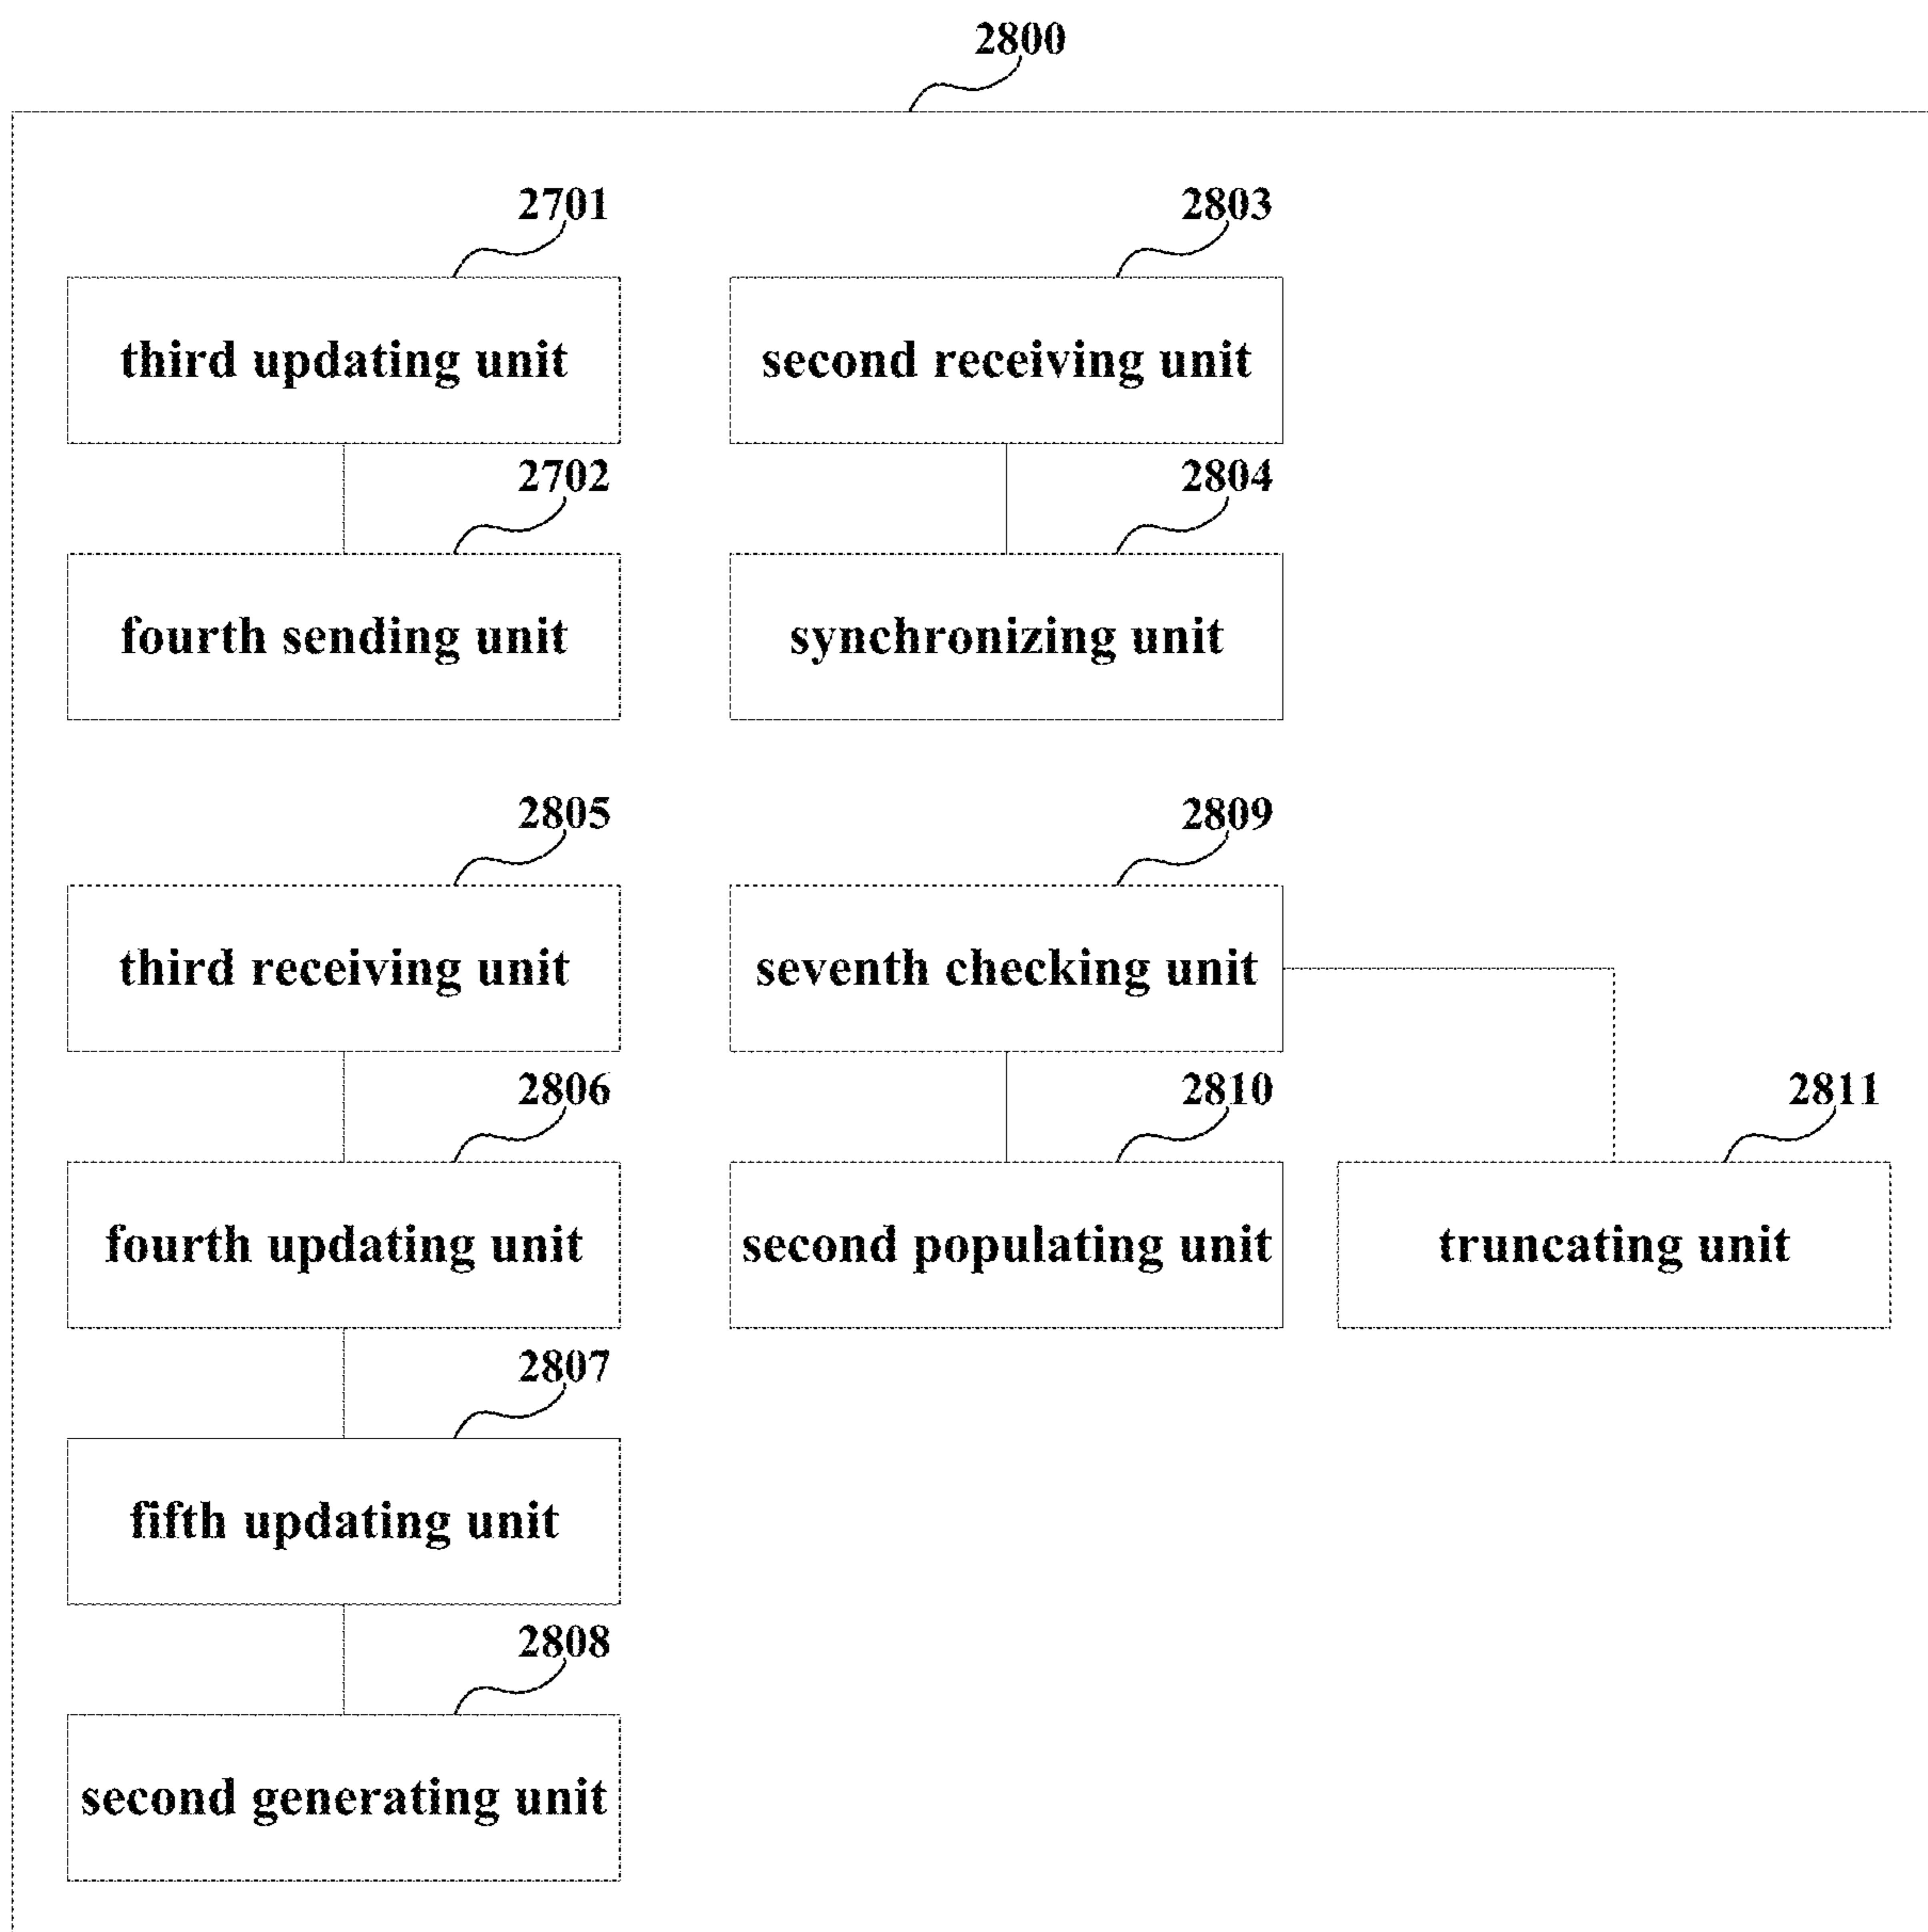 2800
2701
2803
third updating unit
second receiving unit
2702
2804
fourth sending unit
synchronizing unit
2805
2809
third receiving unit
seventh checking unit
2806
2810
2811
fourth updating unit
second populating unit
truncating unit
2807
fifth updating unit
2808
second generating unit